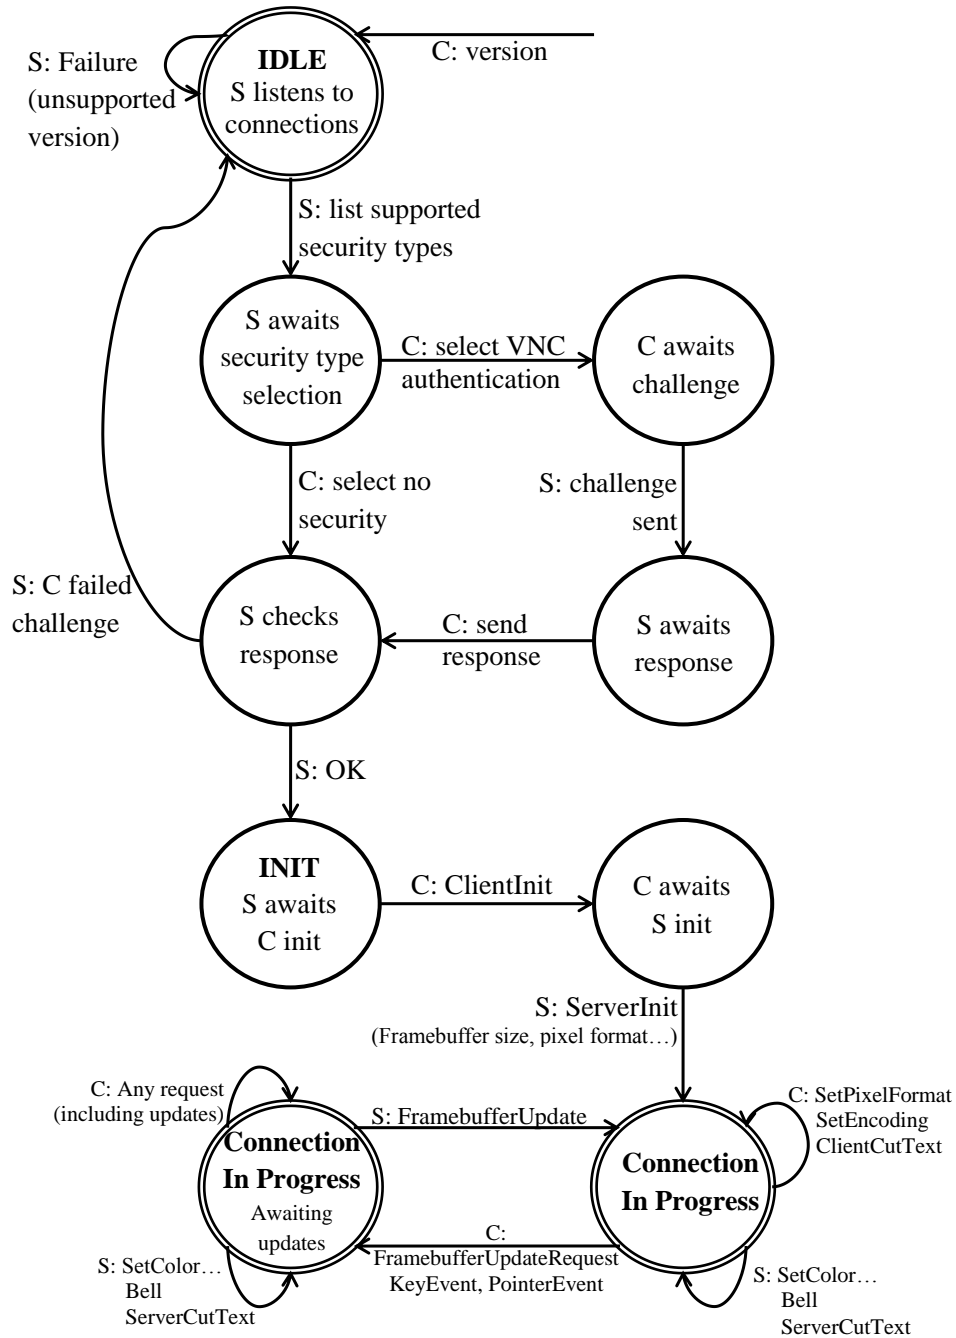 C: version
S: Failure
(unsupported
version)
IDLE
S listens to
connections
S: list supported
security types
S awaits
security type
selection
C: select VNC
authentication
C awaits
challenge
C: select no
security
S: challenge
sent
S: C failed
challenge
S checks
response
C: send
response
S awaits
response
S: OK
INIT
S awaits
C init
C: ClientInit
C awaits
S init
S: ServerInit
(Framebuffer size, pixel format…)
C: Any request
(including updates)
S: FramebufferUpdate
C: SetPixelFormat
SetEncoding
ClientCutText
Connection
In Progress
Awaiting
updates
Connection
In Progress
C:
FramebufferUpdateRequest
KeyEvent, PointerEvent
S: SetColor…
Bell
ServerCutText
S: SetColor…
Bell
ServerCutText